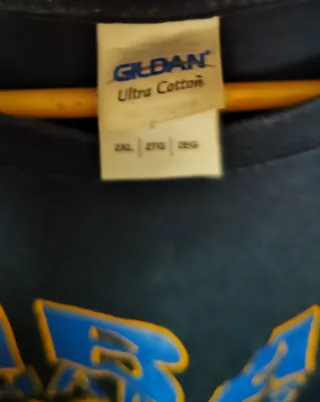 GILDAN®
Ultra Cotton®
2XL | 2TG | 2EG